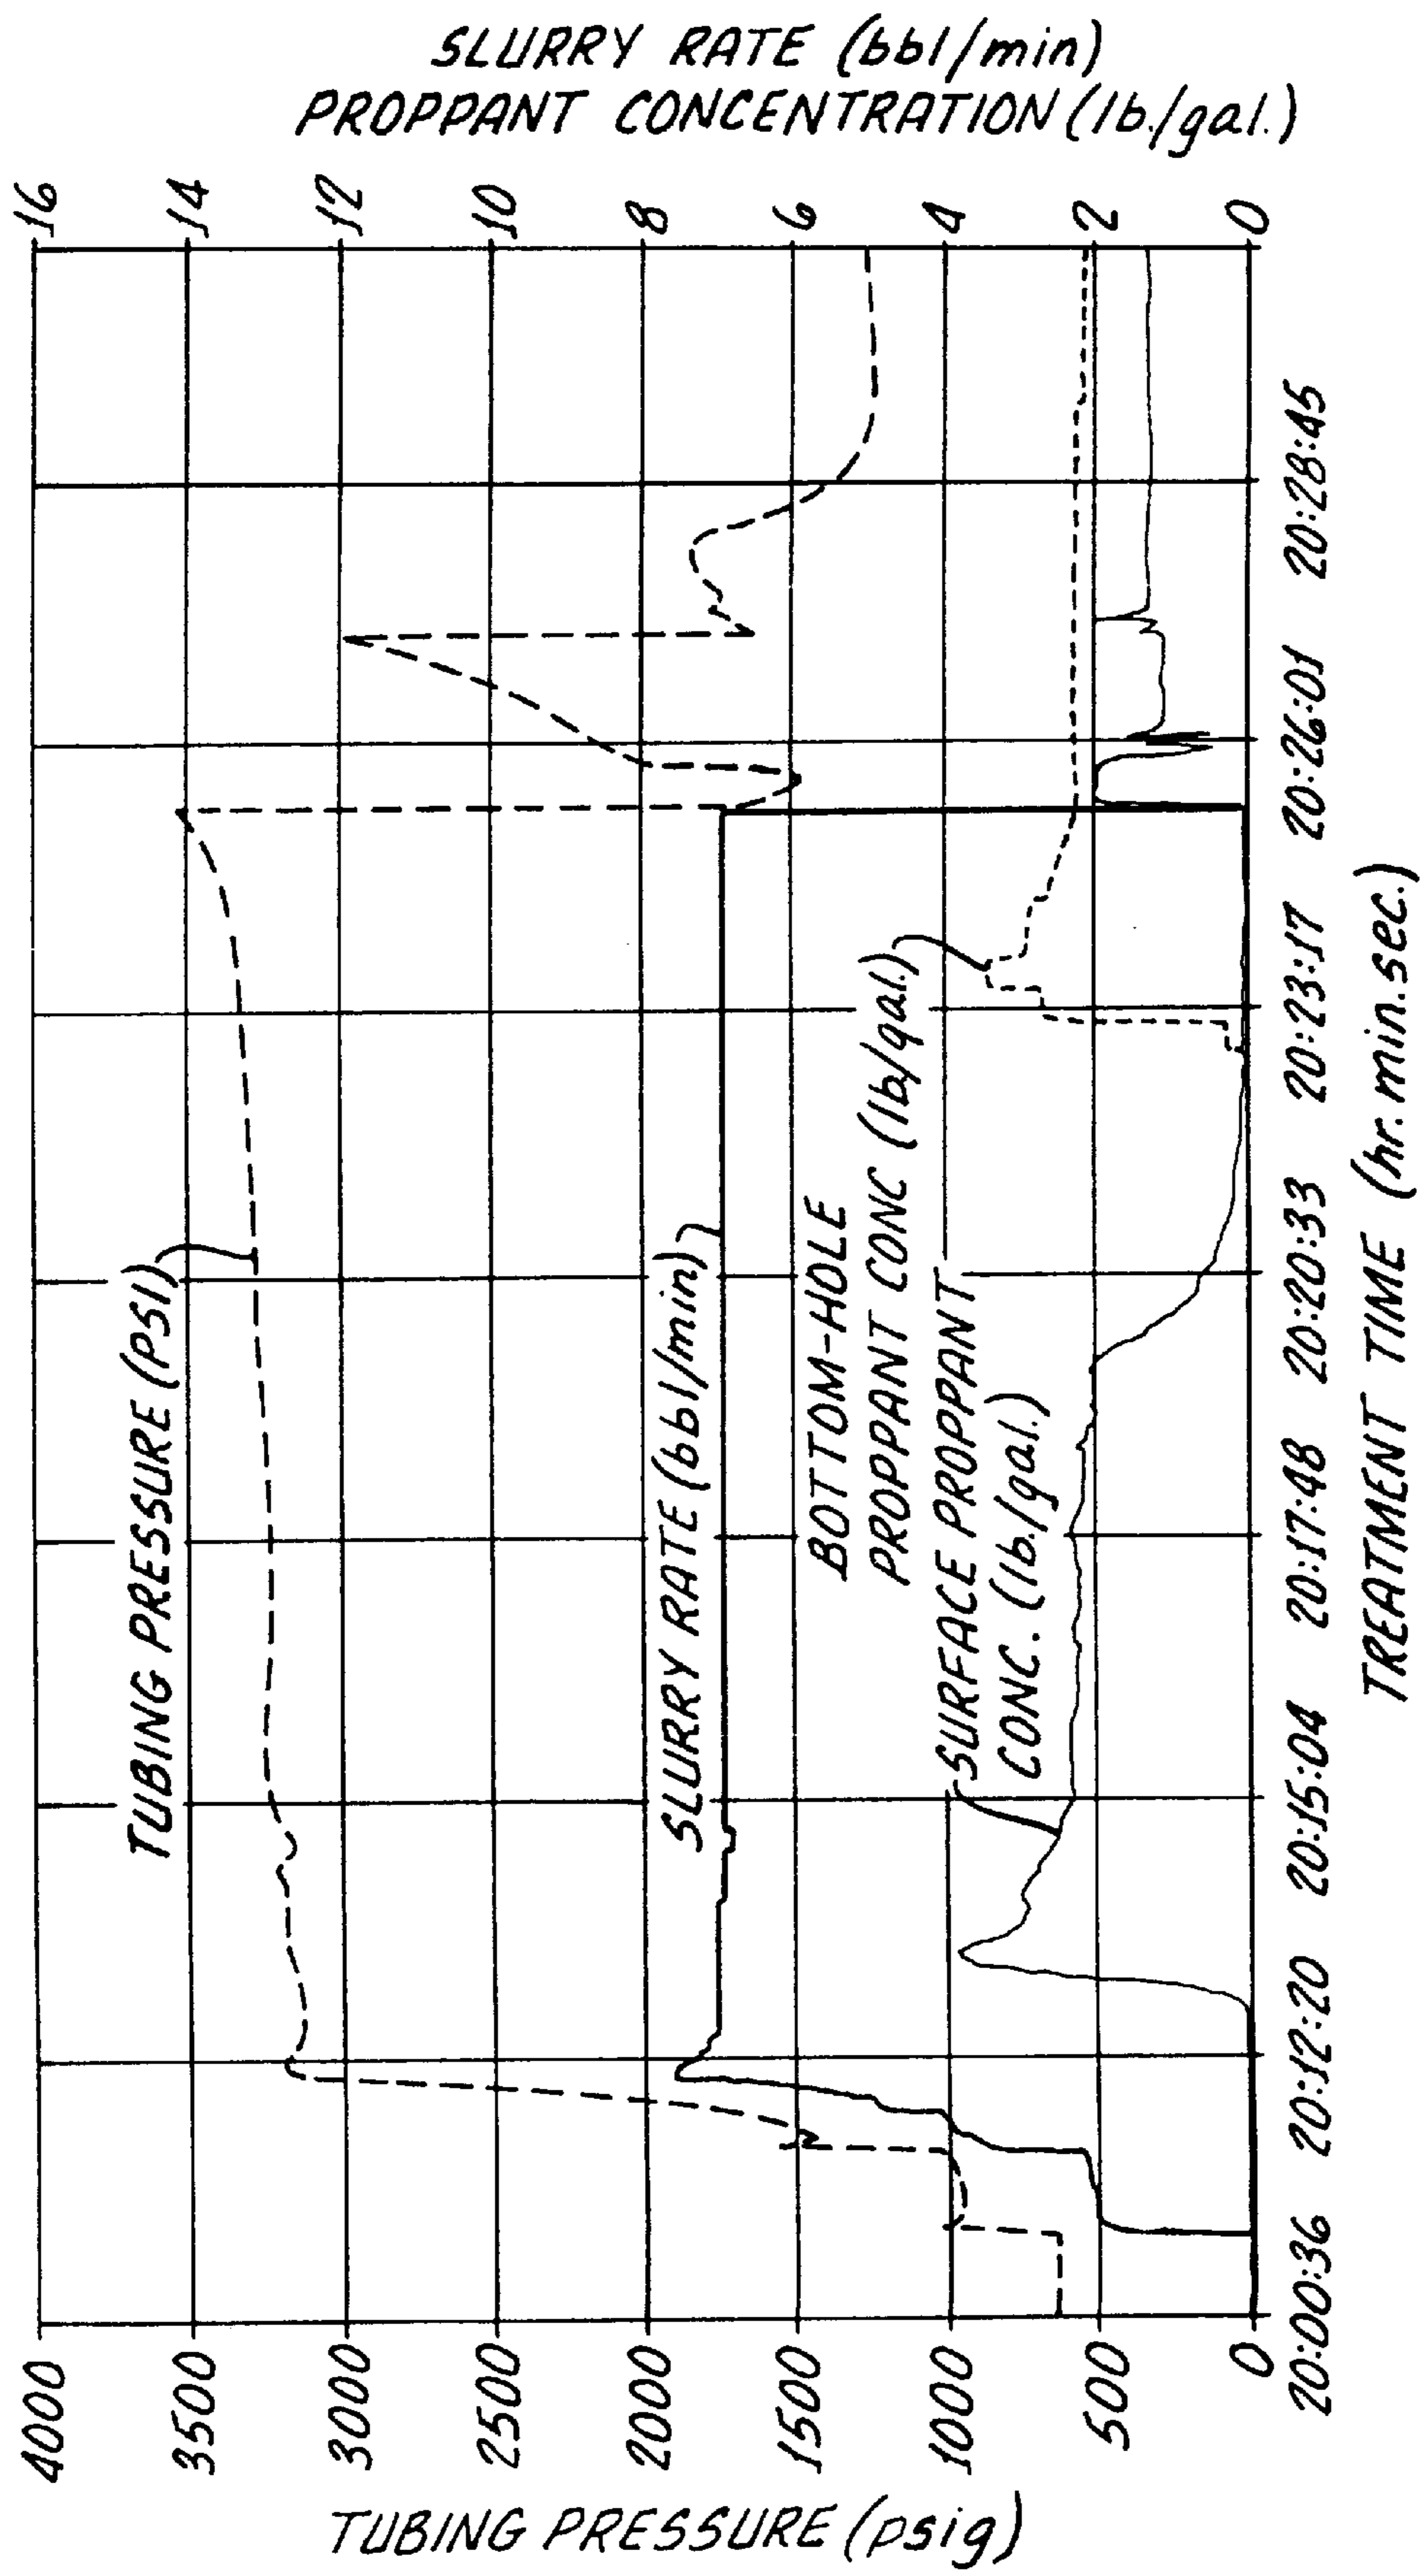 SLURRY RATE (bbl/min)
PROPPANT CONCENTRATION (lb./gal.)
16
14
12
10
8
6
4
2
0
4000
3500
3000
2500
2000
1500
1000
500
0
TUBING PRESSURE (psig)
TUBING PRESSURE (PSI)
SLURRY RATE (bbl/min)
BOTTOM-HOLE
PROPPANT CONC (lb/gal.)
SURFACE PROPPANT
CONC. (lb./gal.)
20:00:36 20:12:20 20:15:04 20:17:48 20:20:33 20:23:17 20:26:01 20:28:45
TREATMENT TIME (hr. min. sec.)